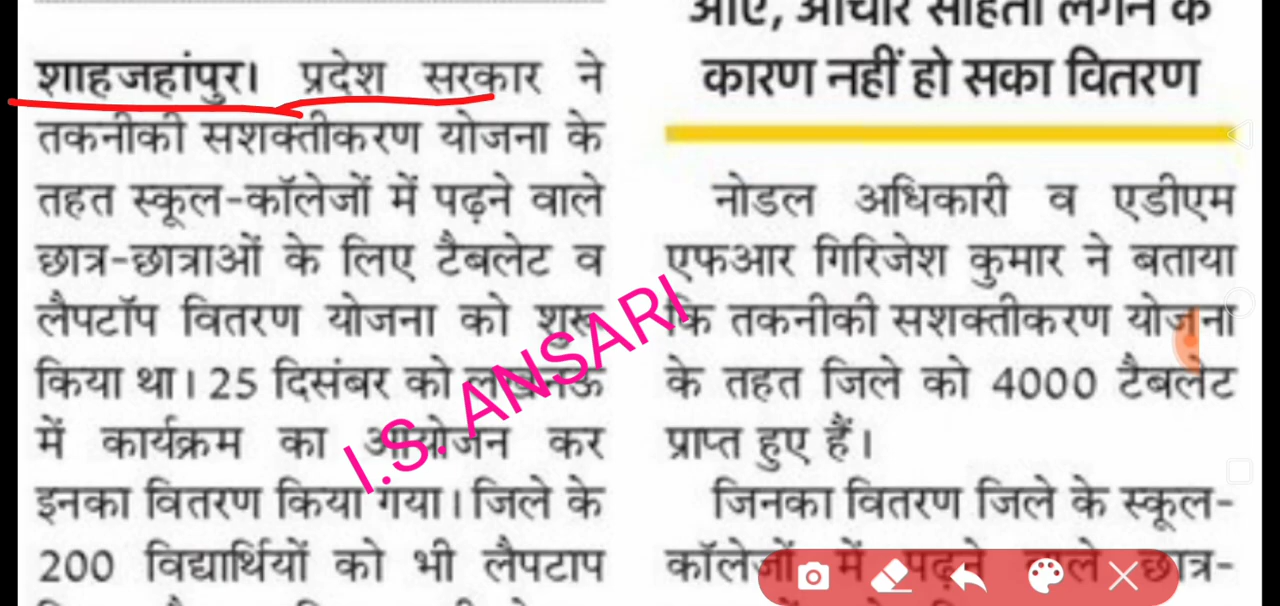 शाहजहांपुर। प्रदेश सरकार ने
तकनीकी सशक्तीकरण योजना के
तहत स्कूल-कॉलेजों में पढ़ने वाले
छात्र-छात्राओं के लिए टैबलेट व
लैपटॉप वितरण योजना को शुरू
किया था। 25 दिसंबर को लखनऊ
में कार्यक्रम का आयोजन कर
इनका वितरण किया गया। जिले के
200 विद्यार्थियों को भी लैपटाप
आए, आचार संहिता लगने के
कारण नहीं हो सका वितरण
नोडल अधिकारी व एडीएम
एफआर गिरिजेश कुमार ने बताया
कि तकनीकी सशक्तीकरण योजना
के तहत जिले को 4000 टैबलेट
प्राप्त हुए हैं।
जिनका वितरण जिले के स्कूल-
कॉलेजों में पढ़ने वाले छात्र-
I.S. ANSARI